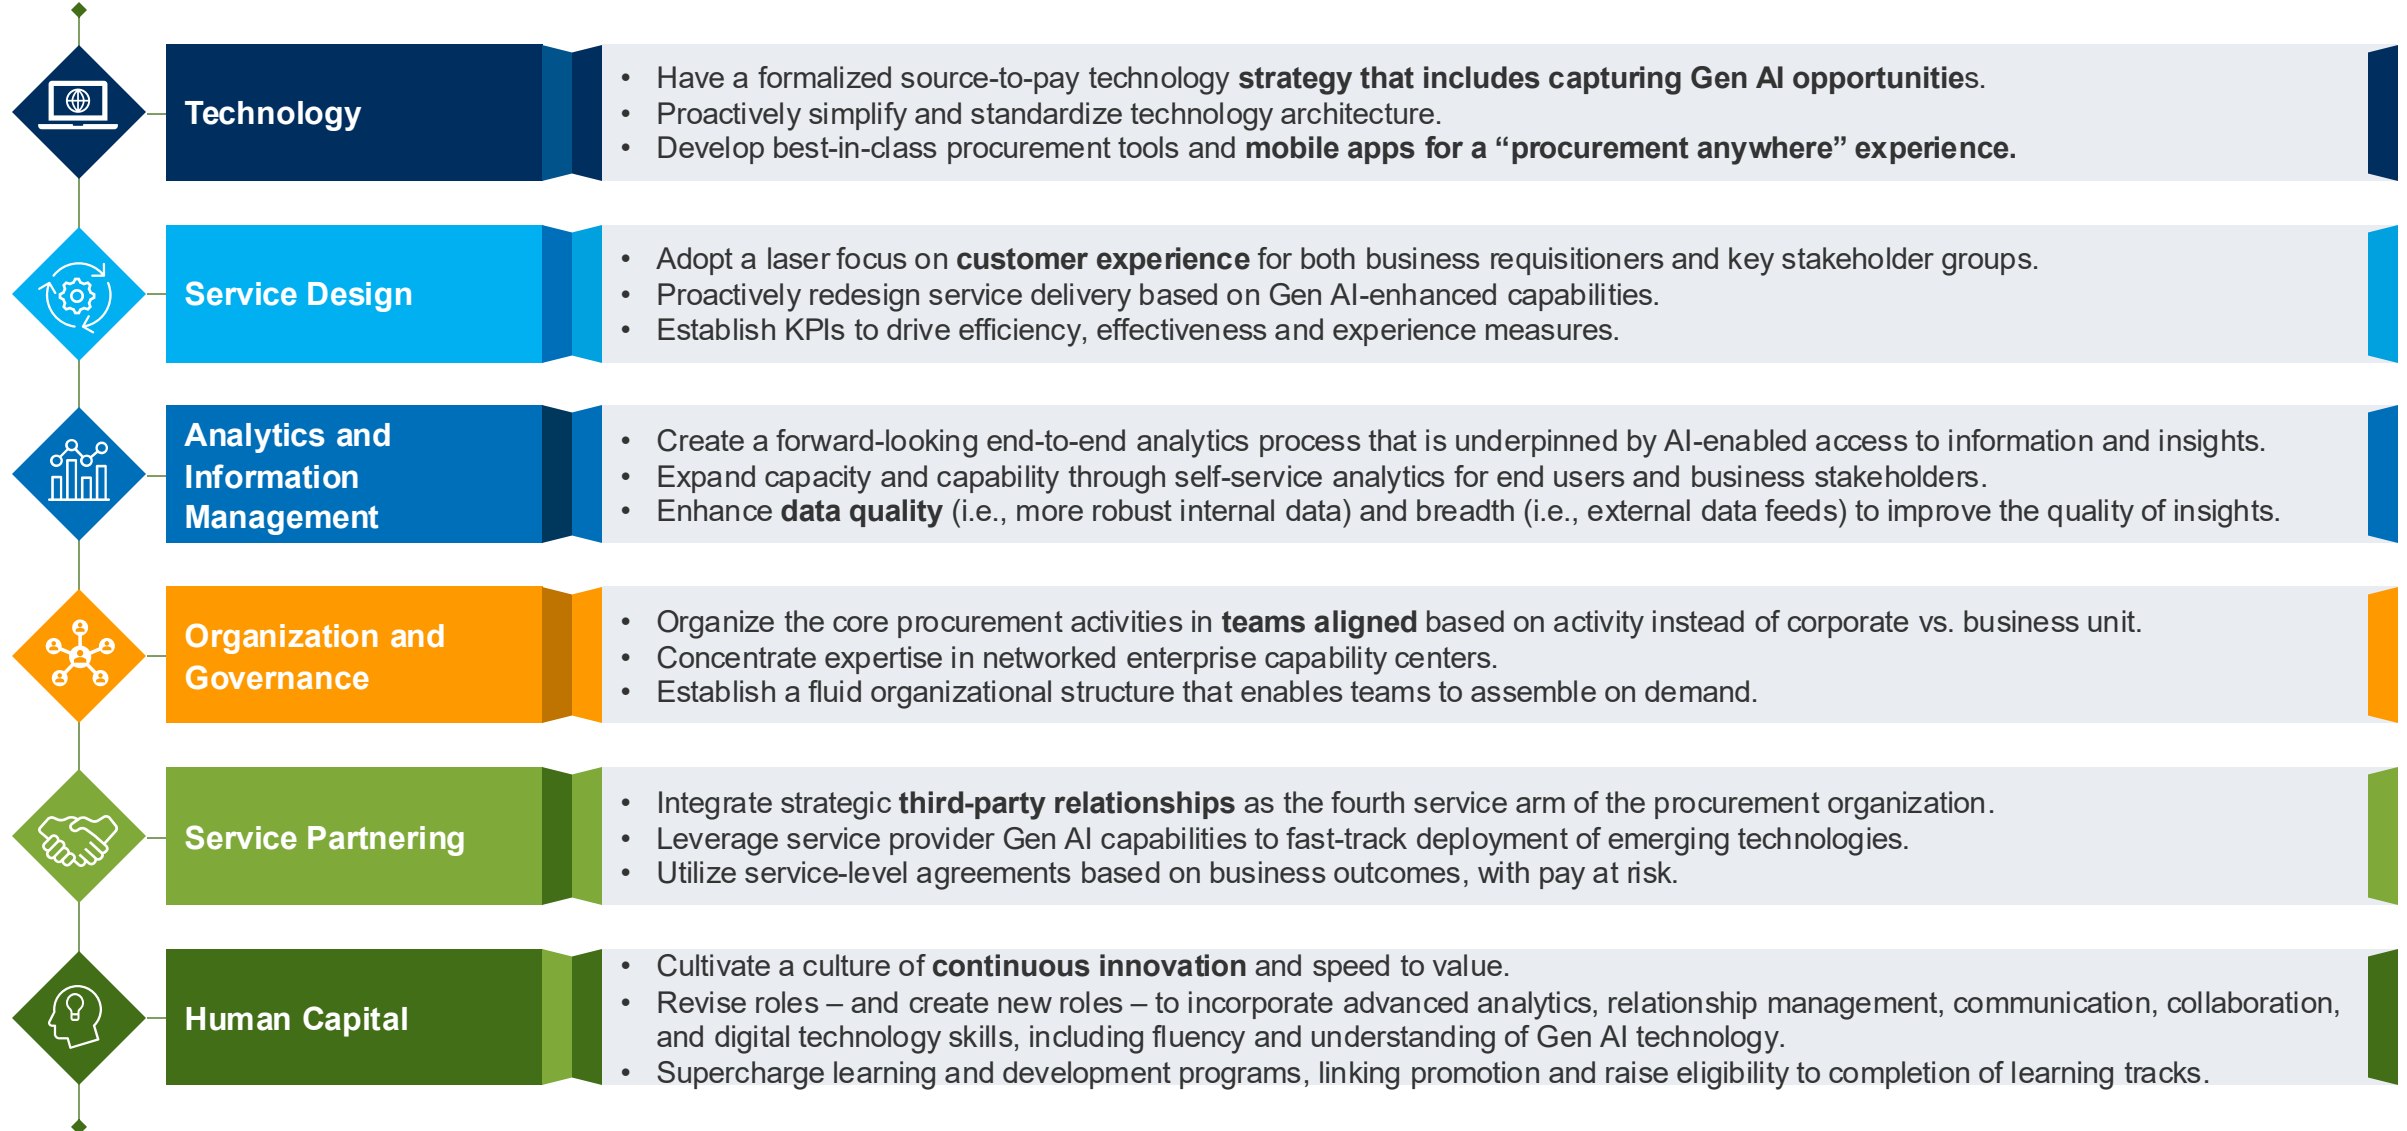 Technology
• Have a formalized source-to-pay technology strategy that includes capturing Gen AI opportunities.
• Proactively simplify and standardize technology architecture.
• Develop best-in-class procurement tools and mobile apps for a “procurement anywhere” experience.
Service Design
• Adopt a laser focus on customer experience for both business requisitioners and key stakeholder groups.
• Proactively redesign service delivery based on Gen AI-enhanced capabilities.
• Establish KPIs to drive efficiency, effectiveness and experience measures.
Analytics and
Information
Management
• Create a forward-looking end-to-end analytics process that is underpinned by AI-enabled access to information and insights.
• Expand capacity and capability through self-service analytics for end users and business stakeholders.
• Enhance data quality (i.e., more robust internal data) and breadth (i.e., external data feeds) to improve the quality of insights.
Organization and
Governance
• Organize the core procurement activities in teams aligned based on activity instead of corporate vs. business unit.
• Concentrate expertise in networked enterprise capability centers.
• Establish a fluid organizational structure that enables teams to assemble on demand.
Service Partnering
• Integrate strategic third-party relationships as the fourth service arm of the procurement organization.
• Leverage service provider Gen AI capabilities to fast-track deployment of emerging technologies.
• Utilize service-level agreements based on business outcomes, with pay at risk.
Human Capital
• Cultivate a culture of continuous innovation and speed to value.
• Revise roles – and create new roles – to incorporate advanced analytics, relationship management, communication, collaboration,
and digital technology skills, including fluency and understanding of Gen AI technology.
• Supercharge learning and development programs, linking promotion and raise eligibility to completion of learning tracks.